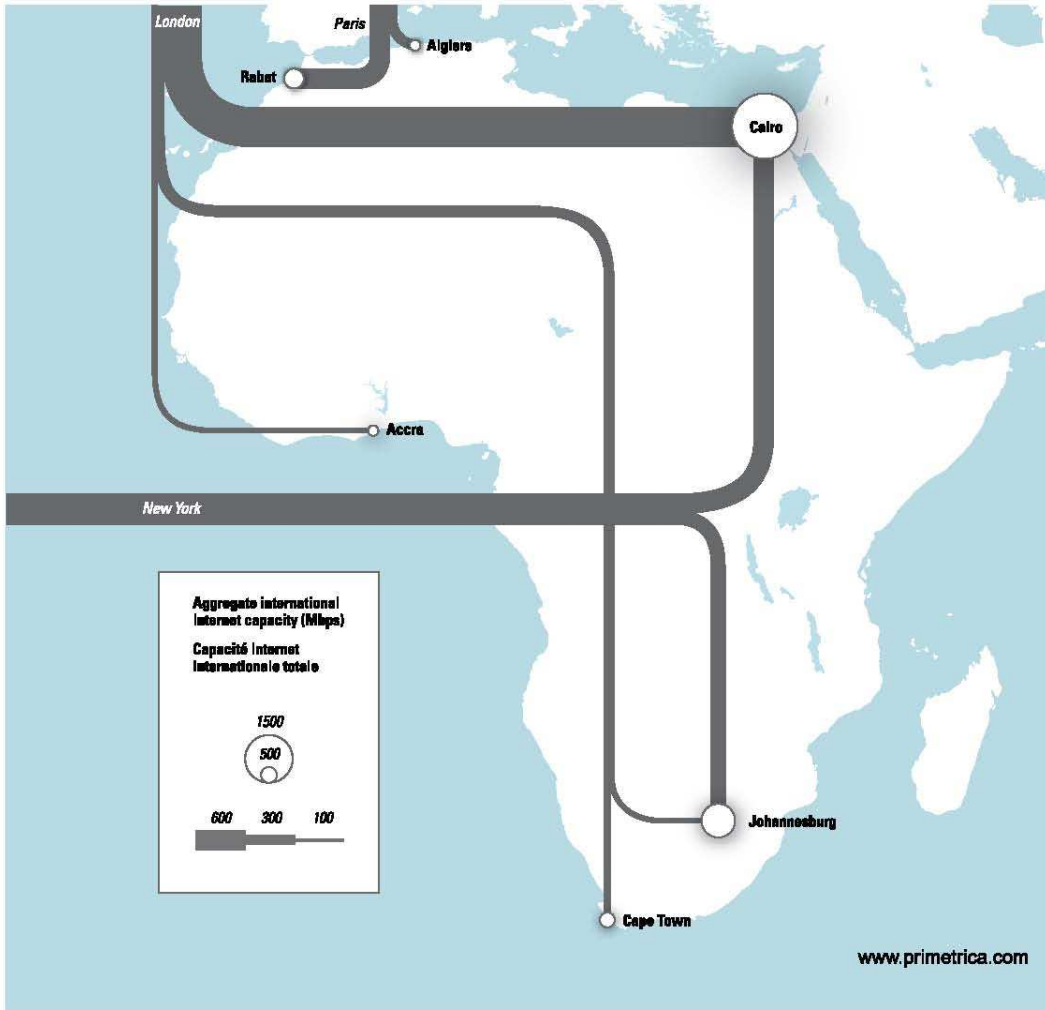 London
Paris
Algiers
Rabat
Cairo
Accra
New York
Aggregate international
Internet capacity (Mbps)
Capacité Internet
Internationale totale
1500
500
600 300 100
Johannesburg
Cape Town
www.primetrica.com